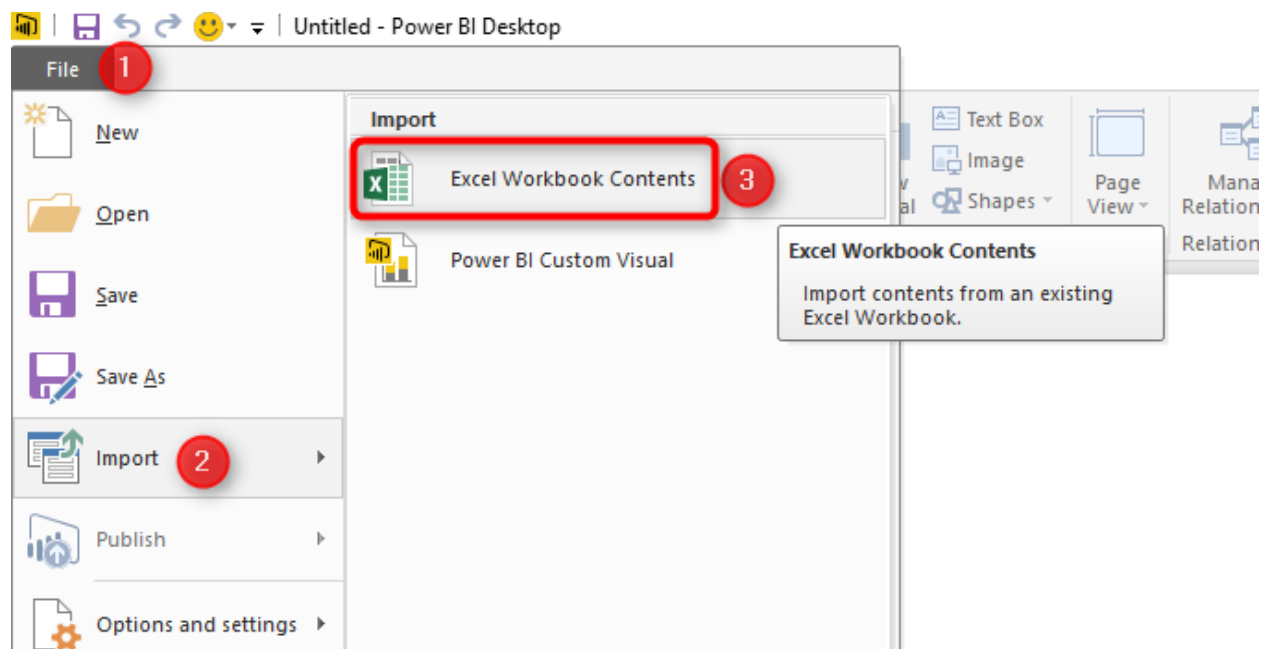 Untitled - Power BI Desktop
File 1
Import
New
Excel Workbook Contents 3
Open
Power BI Custom Visual
Save
Save As
Import 2
Publish
Options and settings
Text Box
Image
Shapes
Page
View
Excel Workbook Contents
Import contents from an existing
Excel Workbook.